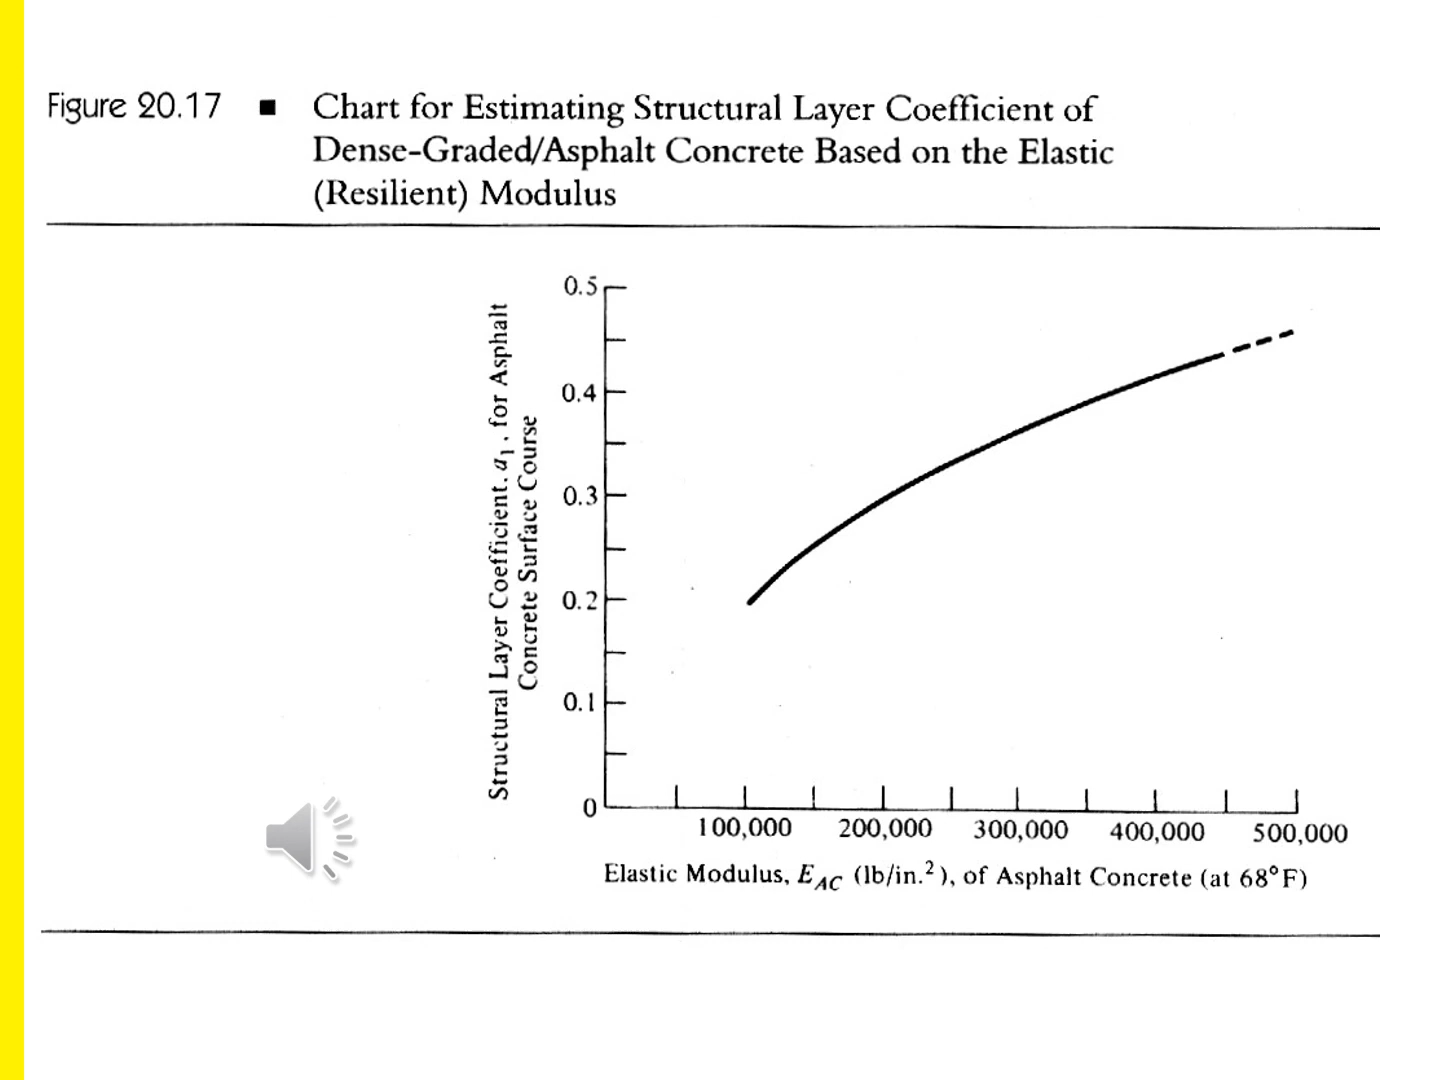 Figure 20.17 ■ Chart for Estimating Structural Layer Coefficient of
Dense-Graded/Asphalt Concrete Based on the Elastic
(Resilient) Modulus
Structural Layer Coefficient, a1, for Asphalt
Concrete Surface Course
0.5
0.4
0.3
0.2
0.1
0
100,000 200,000 300,000 400,000 500,000
Elastic Modulus, EAC (lb/in.2), of Asphalt Concrete (at 68°F)